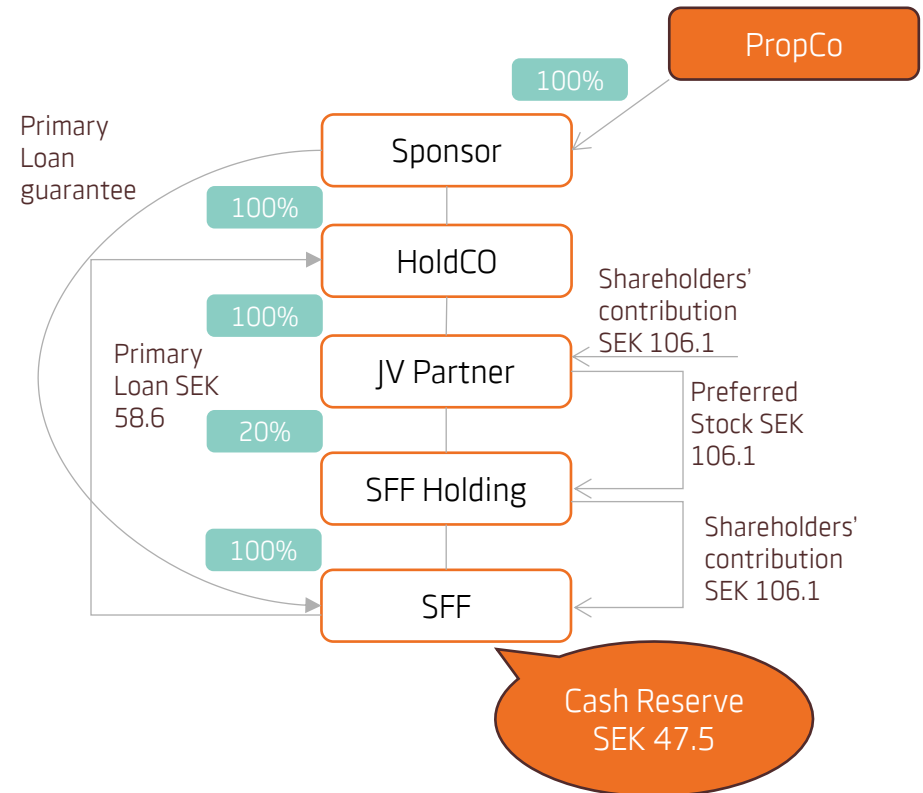 PropCo
100%
Primary
Loan
guarantee
Sponsor
100%
HoldCO
Shareholders'
contribution
SEK 106.1
100%
Primary
Loan SEK
58.6
JV Partner
Preferred
Stock SEK
106.1
20%
SFF Holding
Shareholders'
contribution
SEK 106.1
100%
SFF
Cash Reserve
SEK 47.5